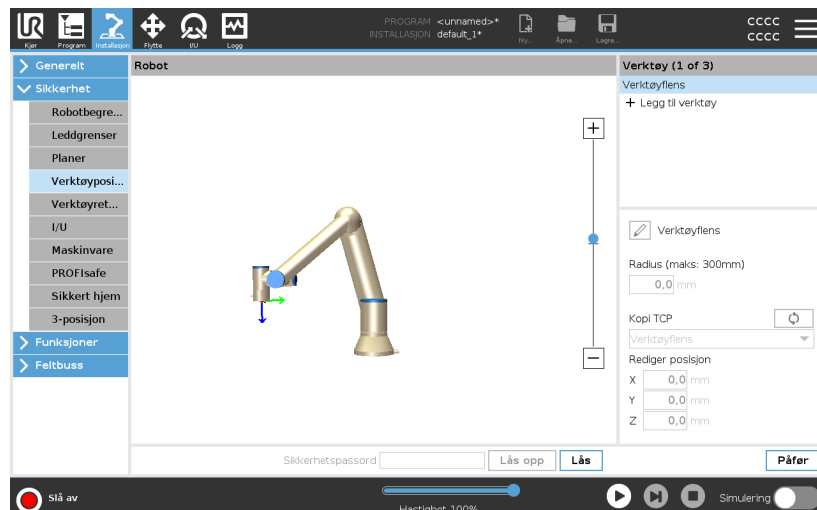 UR
PROGRAM <unnamed>*
INSTALLASJON default_1*
Ny...
Åpne...
Lagre...
CCCC
CCCC
Kjør
Program
Installasjon
Flytte
I/U
Logg
Generelt
Sikkerhet
Robotbegre...
Leddgrenser
Planer
Verktøyposi...
Verktøyret...
I/U
Maskinvare
PROFIsafe
Sikkert hjem
3-posisjon
Funksjoner
Feltbuss
Robot
Verktøy (1 of 3)
Verktøyflens
+ Legg til verktøy
Verktøyflens
Radius (maks: 300mm)
0,0 mm
Kopi TCP
Verktøyflens
Rediger posisjon
X 0,0 mm
Y 0,0 mm
Z 0,0 mm
Sikkerhetspassord
Lås opp
Lås
Påfør
Slå av
Hastighet 100%
Simulering